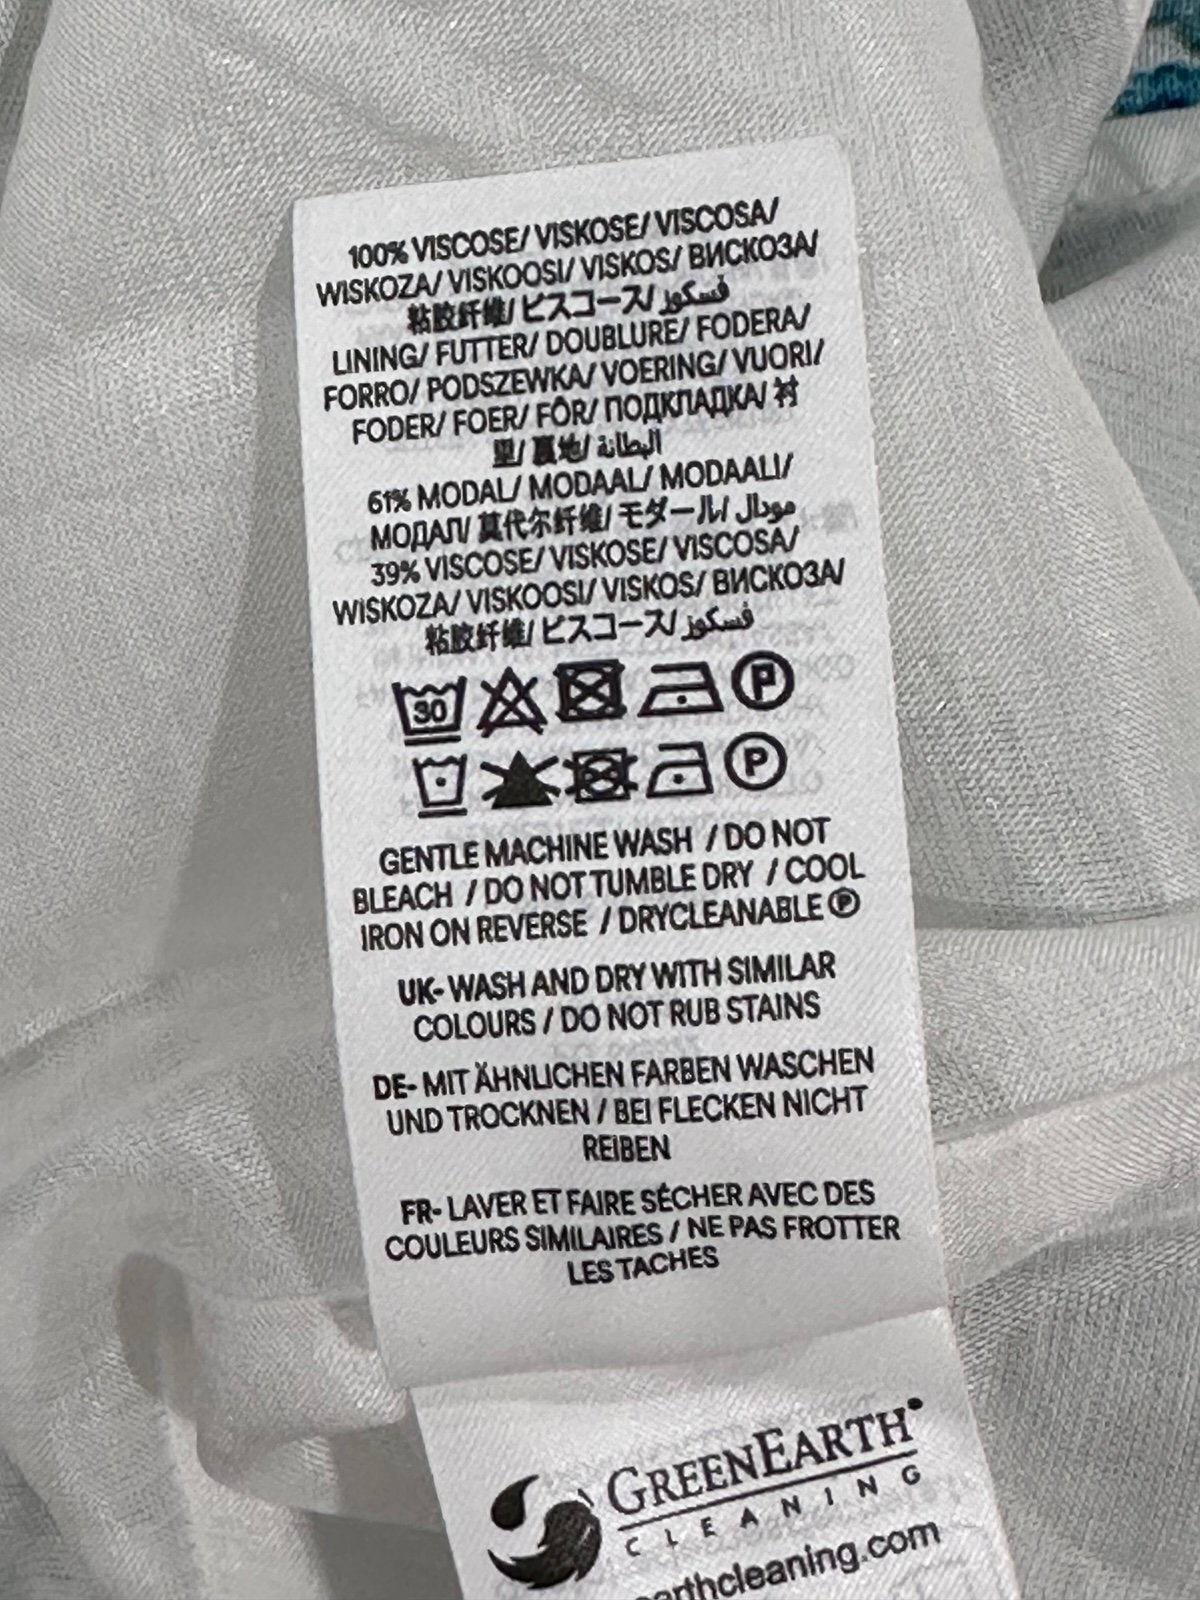 100% VISCOSE/ VISKOSE/ VISCOSA/
WISKOZA/ VISKOOSI/ VISKOS/ ВИСКОЗА/
粘胶纤维/ ビスコース/ فسكوز
LINING/ FUTTER/ DOUBLURE/ FODERA/
FORRO/ PODSZEWKA/ VOERING/ VUORI/
FODER/ FOER/ FÔR/ ПОДКЛАДКА/ 衬
里/ 裏地/ البطانة
61% MODAL/ MODAAL/ MODAALI/
МОДАЛ/ 莫代尔纤维/ モダール/ مودال
39% VISCOSE/ VISKOSE/ VISCOSA/
WISKOZA/ VISKOOSI/ VISKOS/ ВИСКОЗА/
粘胶纤维/ ビスコース/ فسكوز
30 P
P
GENTLE MACHINE WASH / DO NOT
BLEACH / DO NOT TUMBLE DRY / COOL
IRON ON REVERSE / DRYCLEANABLE Ⓟ
UK- WASH AND DRY WITH SIMILAR
COLOURS / DO NOT RUB STAINS
DE- MIT ÄHNLICHEN FARBEN WASCHEN
UND TROCKNEN / BEI FLECKEN NICHT
REIBEN
FR- LAVER ET FAIRE SÉCHER AVEC DES
COULEURS SIMILAIRES / NE PAS FROTTER
LES TACHES
GREENEARTH
CLEANING
earthcleaning.com